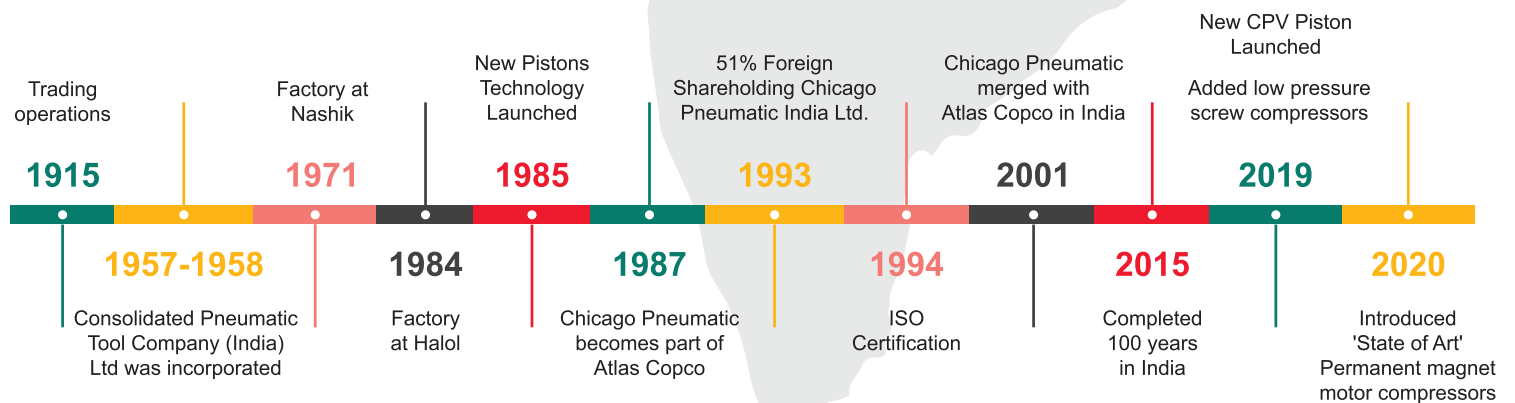 Trading
operations
1915
1957-1958
Consolidated Pneumatic
Tool Company (India)
Ltd was incorporated
Factory at
Nashik
1971
1984
Factory
at Halol
New Pistons
Technology
Launched
1985
1987
Chicago Pneumatic
becomes part of
Atlas Copco
51% Foreign
Shareholding Chicago
Pneumatic India Ltd.
1993
1994
ISO
Certification
Chicago Pneumatic
merged with
Atlas Copco in India
2001
2015
Completed
100 years
in India
New CPV Piston
Launched
Added low pressure
screw compressors
2019
2020
Introduced
'State of Art'
Permanent magnet
motor compressors